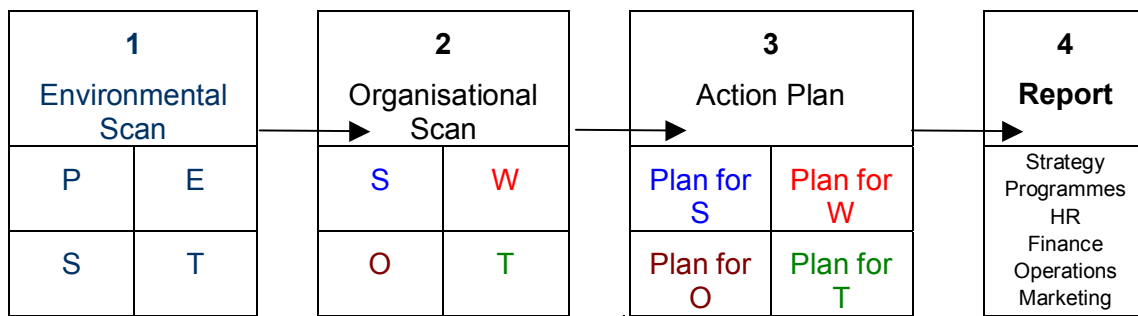 1
Environmental
Scan
P E
S T
2
Organisational
Scan
S W
O T
3
Action Plan
Plan for
S
Plan for
W
Plan for
O
Plan for
T
4
Report
Strategy
Programmes
HR
Finance
Operations
Marketing